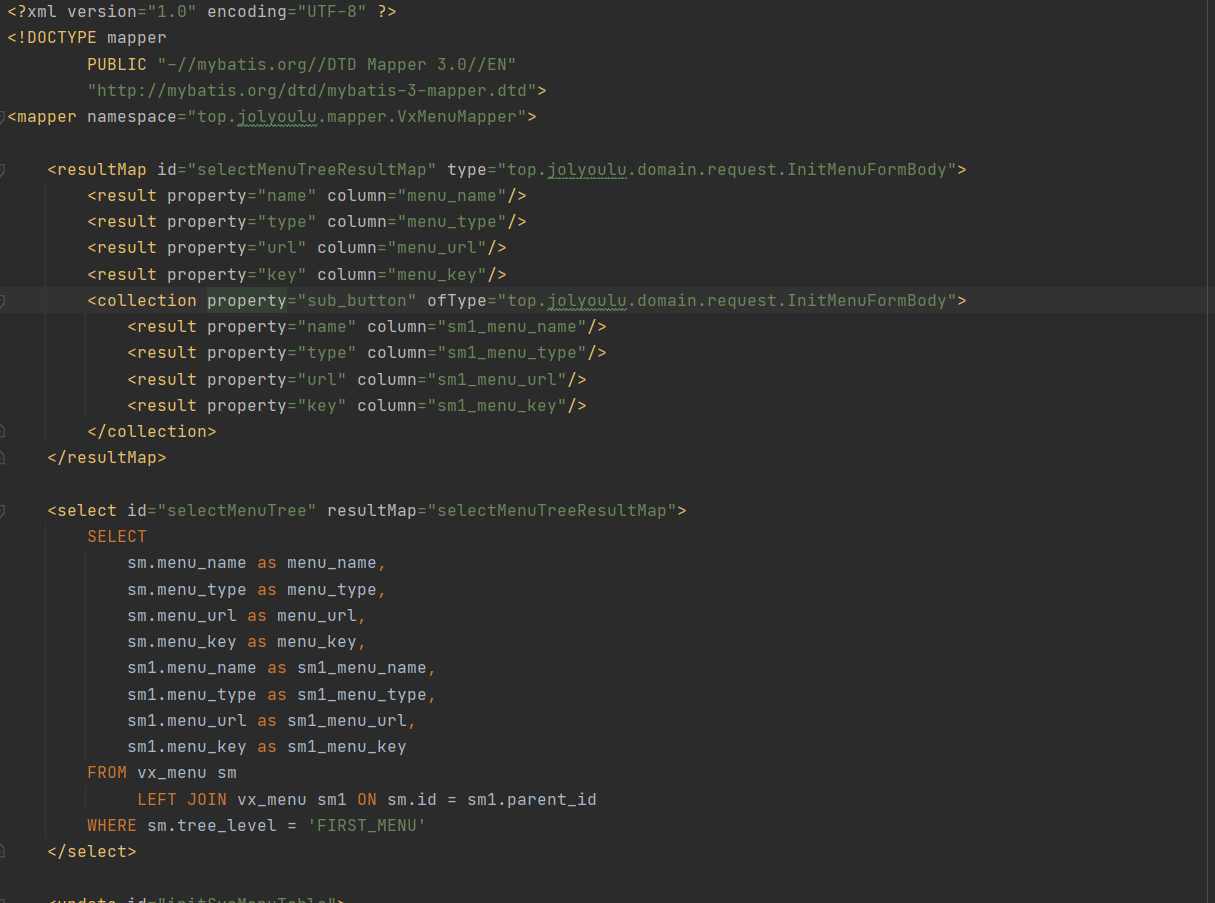 <?xml version="1.0" encoding="UTF-8" ?>
<!DOCTYPE mapper
        PUBLIC "-//mybatis.org//DTD Mapper 3.0//EN"
        "http://mybatis.org/dtd/mybatis-3-mapper.dtd">
<mapper namespace="top.jolyoulu.mapper.VxMenuMapper">

    <resultMap id="selectMenuTreeResultMap" type="top.jolyoulu.domain.request.InitMenuFormBody">
        <result property="name" column="menu_name"/>
        <result property="type" column="menu_type"/>
        <result property="url" column="menu_url"/>
        <result property="key" column="menu_key"/>
        <collection property="sub_button" ofType="top.jolyoulu.domain.request.InitMenuFormBody">
            <result property="name" column="sm1_menu_name"/>
            <result property="type" column="sm1_menu_type"/>
            <result property="url" column="sm1_menu_url"/>
            <result property="key" column="sm1_menu_key"/>
        </collection>
    </resultMap>

    <select id="selectMenuTree" resultMap="selectMenuTreeResultMap">
        SELECT
            sm.menu_name as menu_name,
            sm.menu_type as menu_type,
            sm.menu_url as menu_url,
            sm.menu_key as menu_key,
            sm1.menu_name as sm1_menu_name,
            sm1.menu_type as sm1_menu_type,
            sm1.menu_url as sm1_menu_url,
            sm1.menu_key as sm1_menu_key
        FROM vx_menu sm
             LEFT JOIN vx_menu sm1 ON sm.id = sm1.parent_id
        WHERE sm.tree_level = 'FIRST_MENU'
    </select>

    <update id="initSysMenuTable">